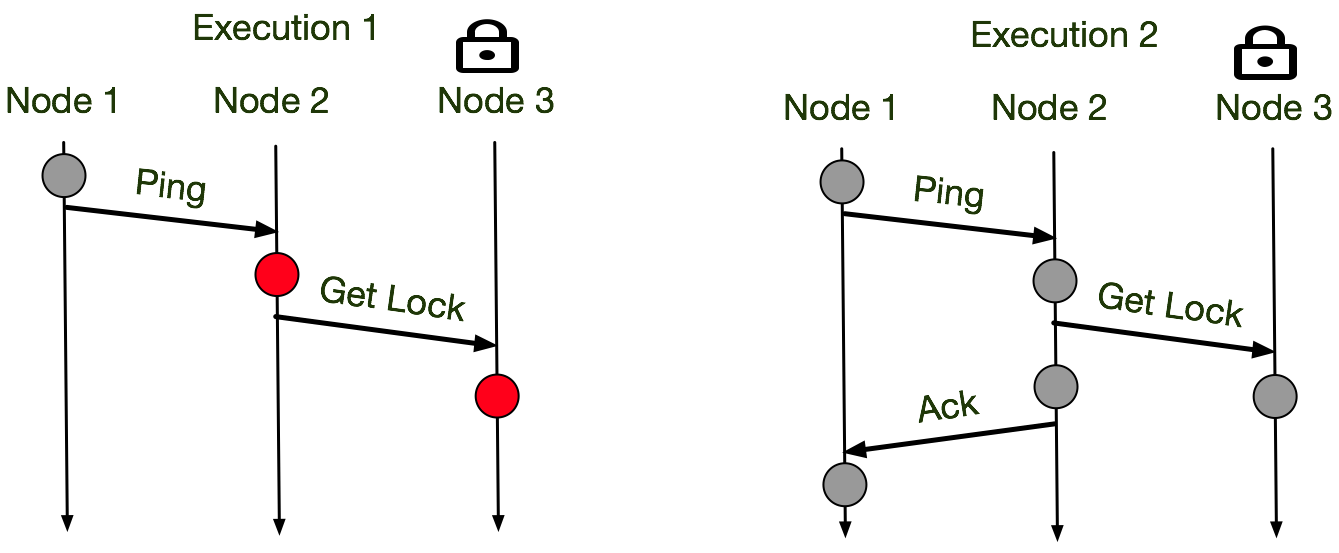 Execution 1
Node 1 Node 2 Node 3
Ping
Get Lock
Execution 2
Node 1 Node 2 Node 3
Ping
Get Lock
Ack